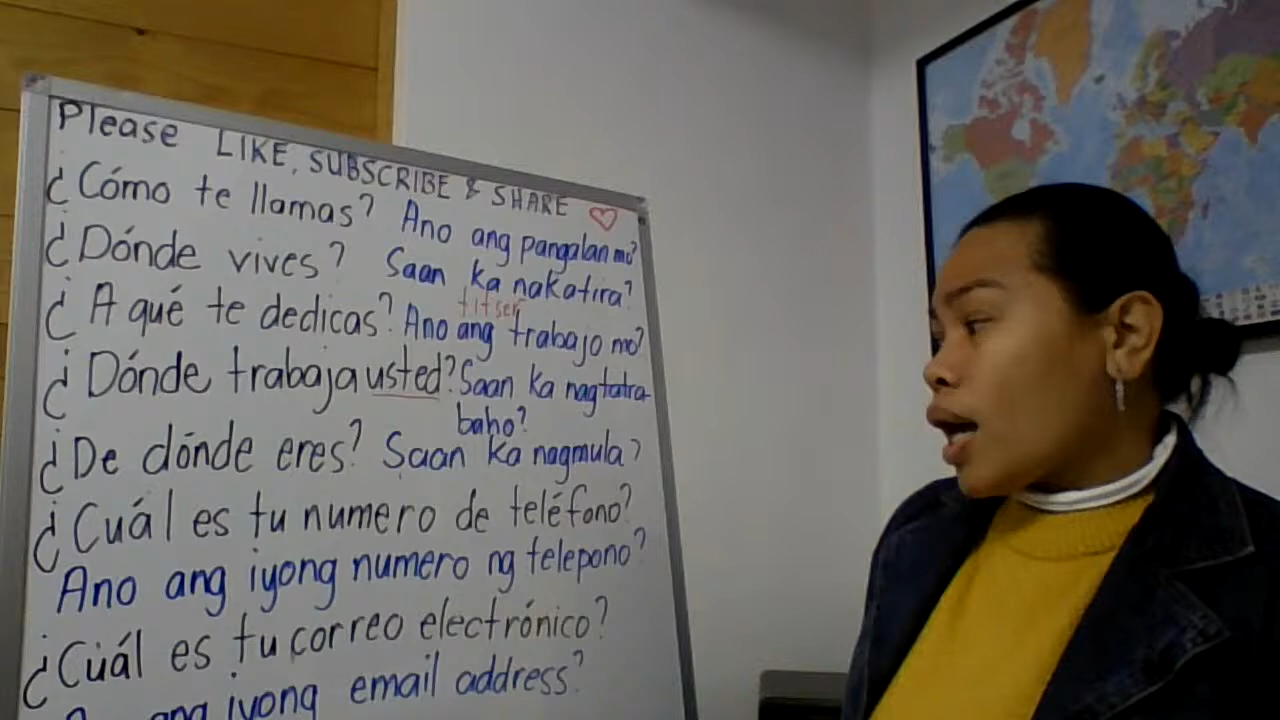 Please LIKE, SUBSCRIBE & SHARE
¿Cómo te llamas? Ano ang pangalan mo?
¿Dónde vives? Saan ka nakatira?
titser
¿A qué te dedicas? Ano ang trabajo mo?
¿Dónde trabaja usted? Saan ka nagtatra-
baho?
¿De dónde eres? Saan ka nagmula?
¿Cuál es tu numero de teléfono?
Ano ang iyong numero ng telepono?
¿Cuál es tu correo electrónico?
ang iyong email address?